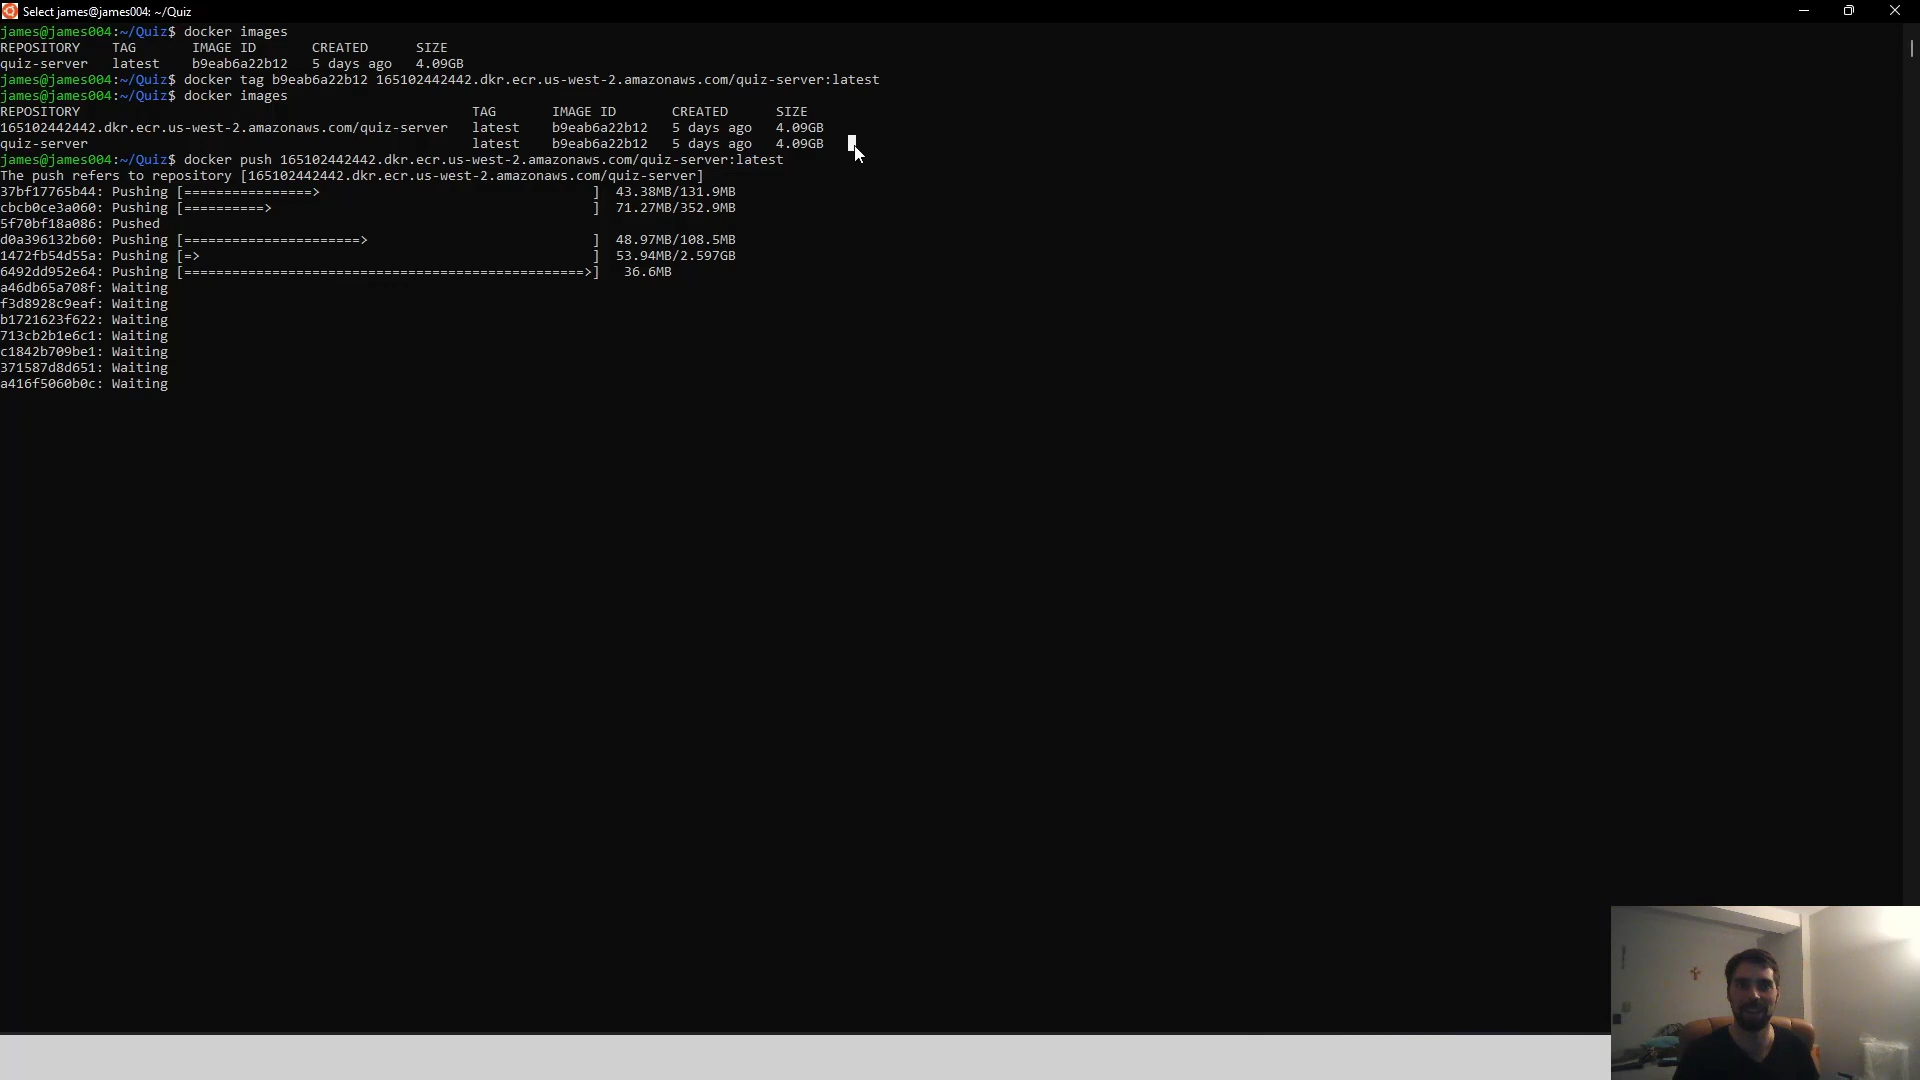 Select james@james004: ~/Quiz
james@james004:~/Quiz$ docker images
REPOSITORY   TAG       IMAGE ID       CREATED      SIZE
quiz-server   latest    b9eab6a22b12   5 days ago   4.09GB
james@james004:~/Quiz$ docker tag b9eab6a22b12 165102442442.dkr.ecr.us-west-2.amazonaws.com/quiz-server:latest
james@james004:~/Quiz$ docker images
REPOSITORY                                                 TAG       IMAGE ID       CREATED      SIZE
165102442442.dkr.ecr.us-west-2.amazonaws.com/quiz-server   latest    b9eab6a22b12   5 days ago   4.09GB
quiz-server                                                latest    b9eab6a22b12   5 days ago   4.09GB
james@james004:~/Quiz$ docker push 165102442442.dkr.ecr.us-west-2.amazonaws.com/quiz-server:latest
The push refers to repository [165102442442.dkr.ecr.us-west-2.amazonaws.com/quiz-server]
37bf17765b44: Pushing [================>                                  ]  43.38MB/131.9MB
cbcb0ce3a060: Pushing [==========>                                        ]  71.27MB/352.9MB
5f70bf18a086: Pushed
d0a396132b60: Pushing [======================>                            ]  48.97MB/108.5MB
1472fb54d55a: Pushing [=>                                                 ]  53.94MB/2.597GB
6492dd952e64: Pushing [==================================================>]   36.6MB
a46db65a708f: Waiting
f3d8928c9eaf: Waiting
b1721623f622: Waiting
713cb2b1e6c1: Waiting
c1842b709be1: Waiting
371587d8d651: Waiting
a416f5060b0c: Waiting